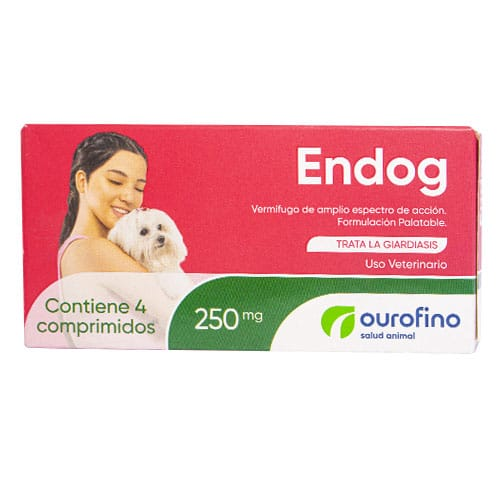 Endog
Vermífugo de amplio espectro de acción.
Formulación Palatable.
TRATA LA GIARDIASIS
Uso Veterinario
Contiene 4
comprimidos
250 mg
ourofino
salud animal